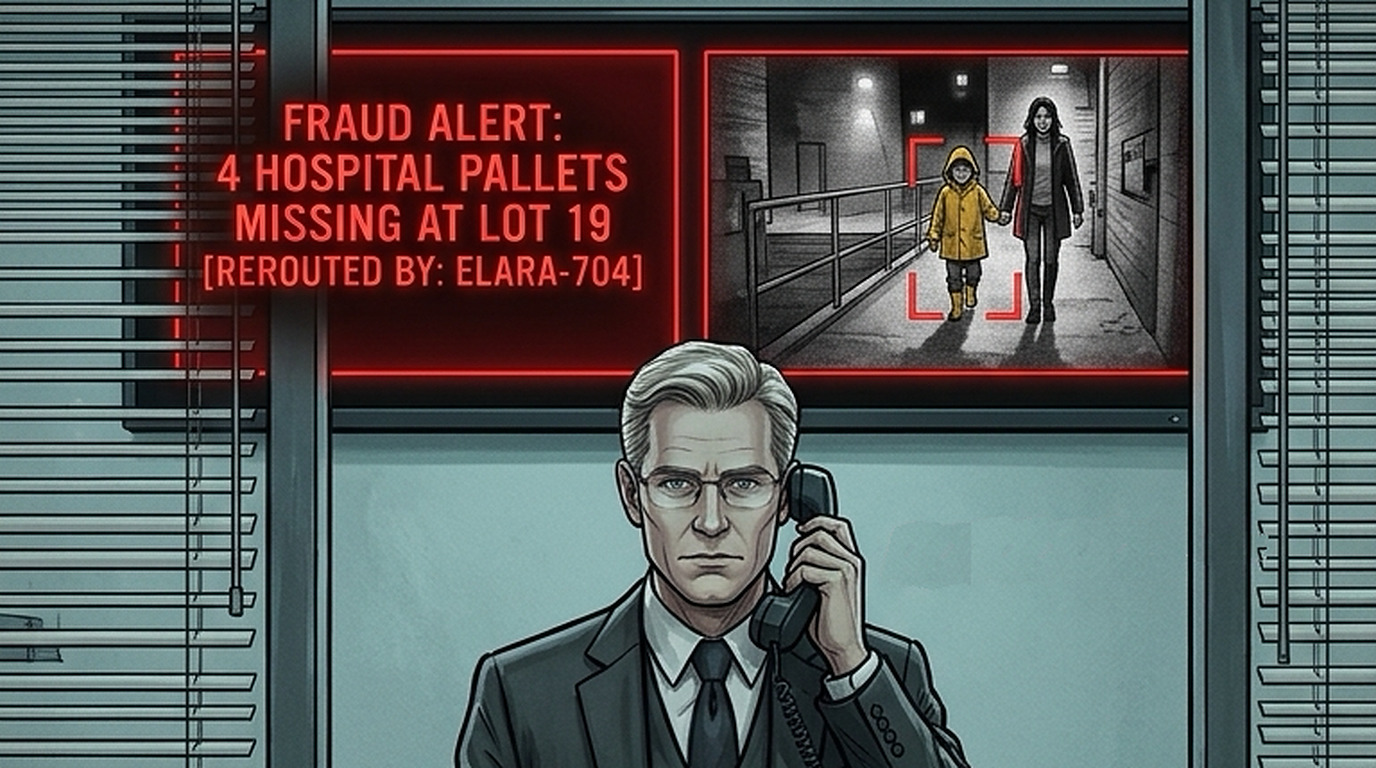 FRAUD ALERT:
4 HOSPITAL PALLETS
MISSING AT LOT 19
[REROUTED BY: ELARA-704]